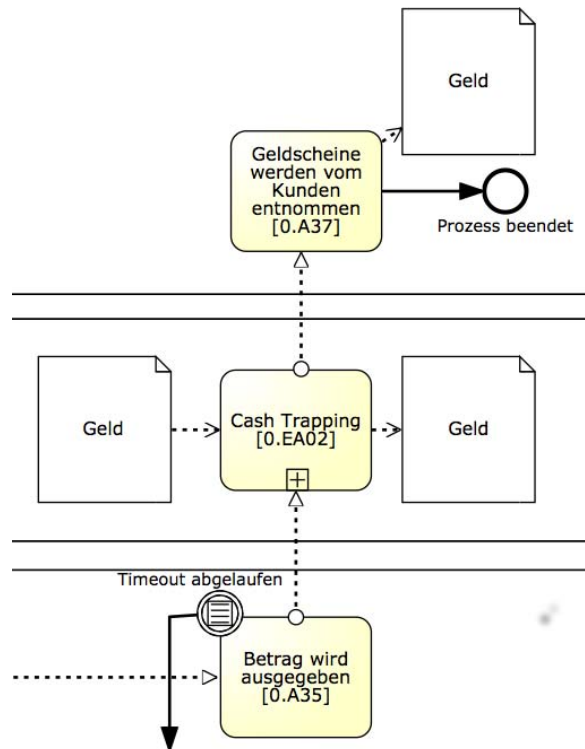 Geld
Geldscheine
werden vom
Kunden
entnommen
[0.A37]
Prozess beendet
Geld
Cash Trapping
[0.EA02]
Geld
Timeout abgelaufen
Betrag wird
ausgegeben
[0.A35]